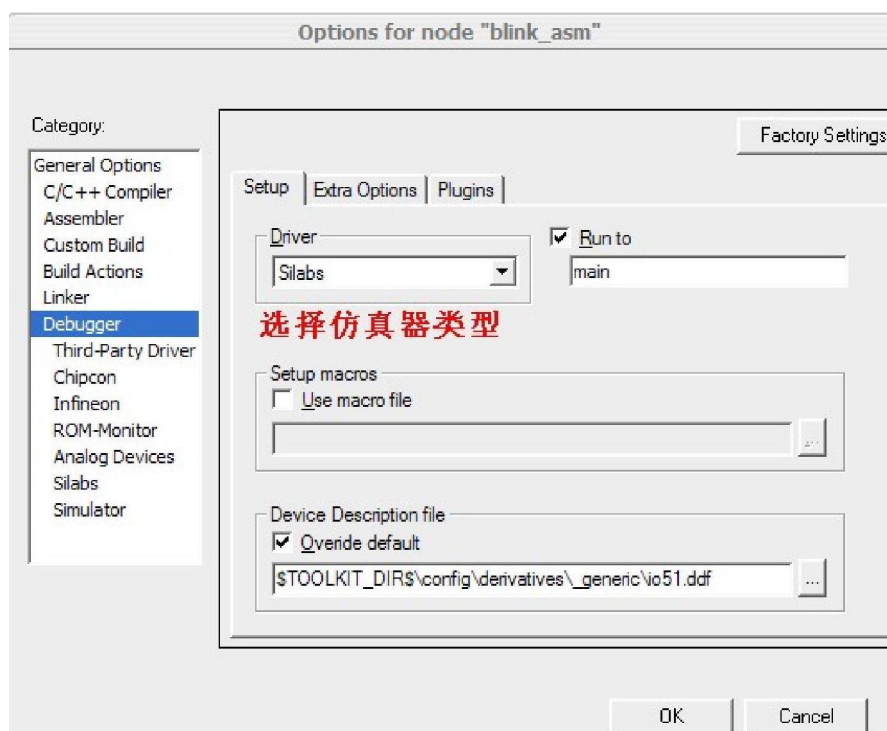 Options for node "blink_asm"
Category:
Factory Settings
General Options
C/C++ Compiler
Assembler
Custom Build
Build Actions
Linker
Debugger
Third-Party Driver
Chipcon
Infineon
ROM-Monitor
Analog Devices
Silabs
Simulator
Setup
Extra Options
Plugins
Driver
Silabs
Run to
main
选择仿真器类型
Setup macros
Use macro file
...
Device Description file
Overide default
$TOOLKIT_DIR$\config\derivatives\_generic\io51.ddf
...
OK
Cancel